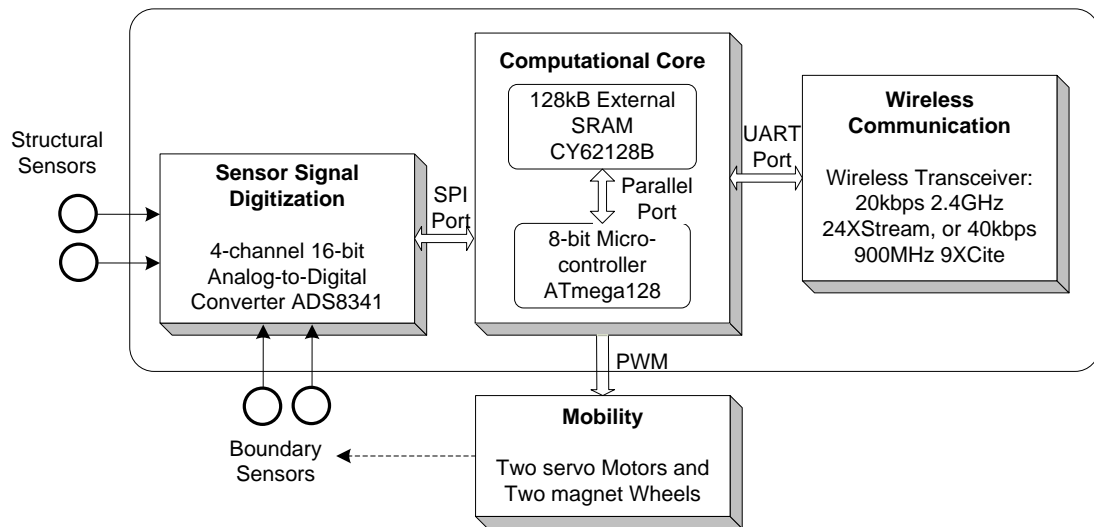 Structural
Sensors
Sensor Signal
Digitization
4-channel 16-bit
Analog-to-Digital
Converter ADS8341
SPI
Port
Computational Core
128kB External
SRAM
CY62128B
Parallel
Port
8-bit Micro-
controller
ATmega128
UART
Port
Wireless
Communication
Wireless Transceiver:
20kbps 2.4GHz
24XStream, or 40kbps
900MHz 9XCite
PWM
Boundary
Sensors
Mobility
Two servo Motors and
Two magnet Wheels